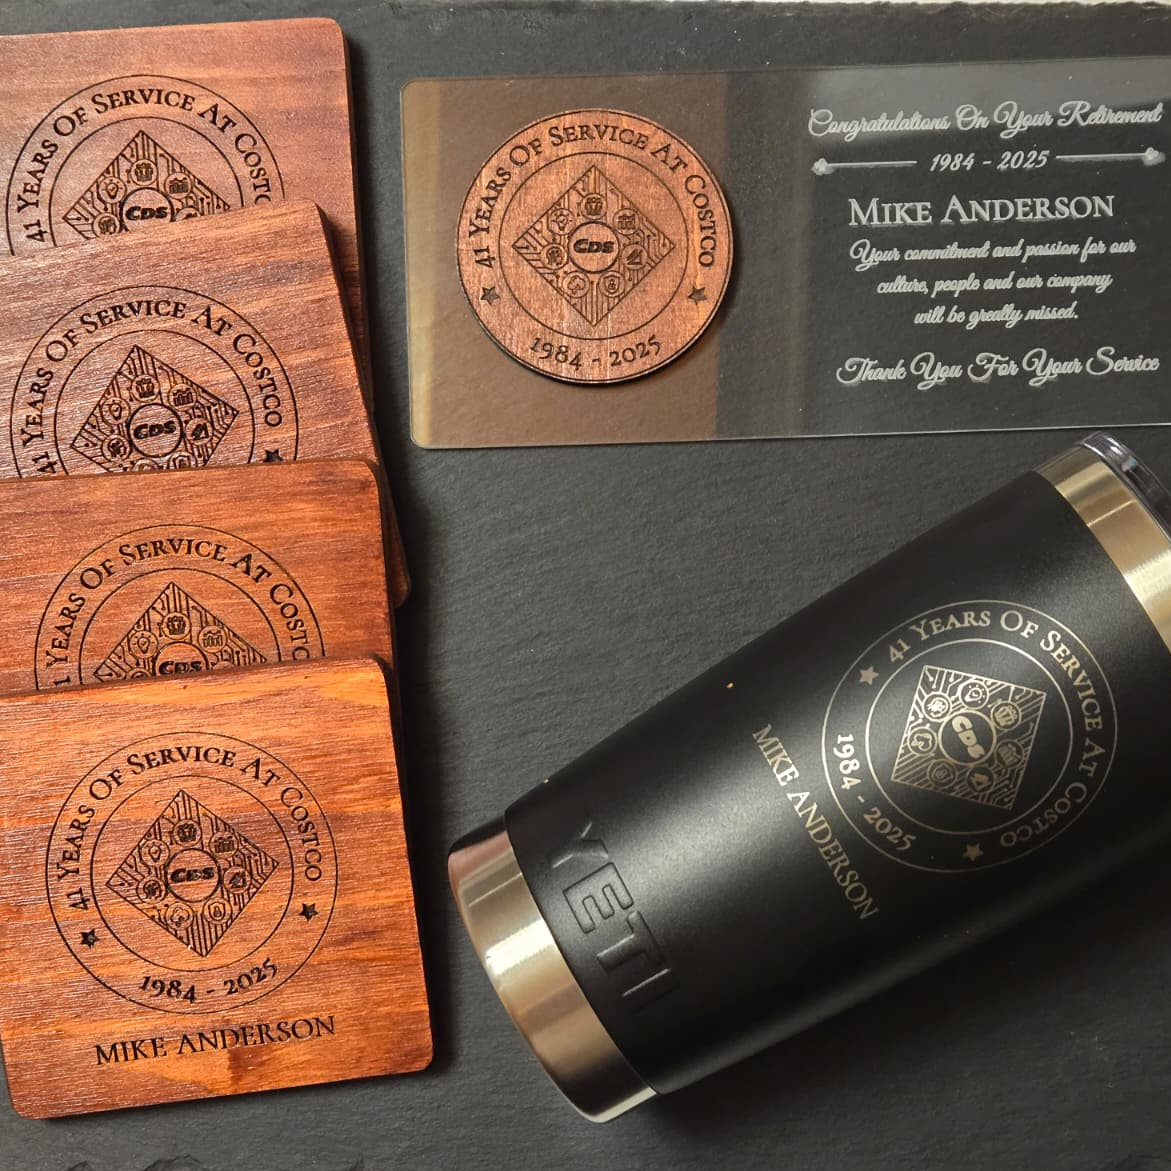 41 YEARS OF SERVICE AT COSTCO
CDS
41 YEARS OF SERVICE AT COSTCO
CDS
1 YEARS OF SERVICE AT COSTCO
CDS
41 YEARS OF SERVICE AT COSTCO
CDS
1984 - 2025
MIKE ANDERSON
41 YEARS OF SERVICE AT COSTCO
CDS
1984 - 2025
Congratulations On Your Retirement
1984 - 2025
MIKE ANDERSON
Your commitment and passion for our
culture, people and our company
will be greatly missed.
Thank You For Your Service
41 YEARS OF SERVICE AT COSTCO
CDS
1984 - 2025
MIKE ANDERSON
YETI